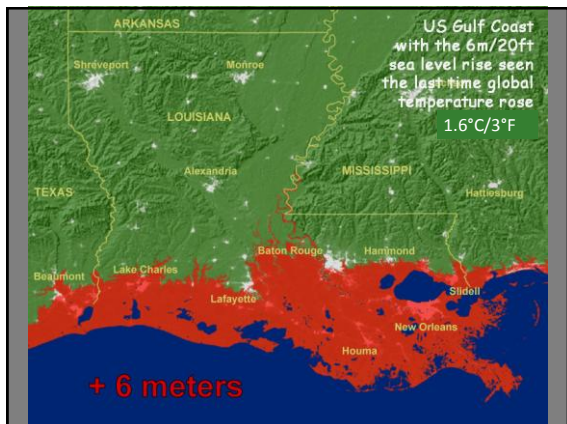 ARKANSAS
US Gulf Coast
with the 6m/20ft
sea level rise seen
the last time global
temperature rose
1.6°C/3°F
Shreveport
Monroe
LOUISIANA
Alexandria
MISSISSIPPI
TEXAS
Hattiesburg
Baton Rouge
Hammond
Beaumont
Lake Charles
Slidell
Lafayette
New Orleans
Houma
+ 6 meters